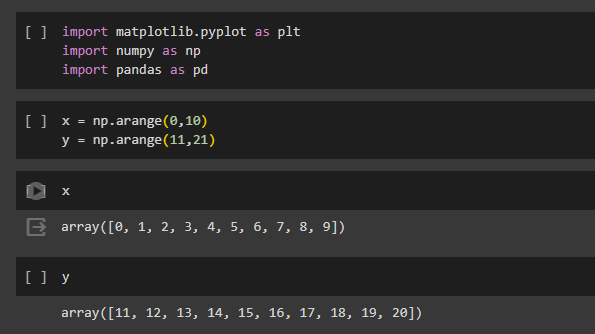 [ ] import matplotlib.pyplot as plt
import numpy as np
import pandas as pd
[ ] x = np.arange(0,10)
y = np.arange(11,21)
x
array([0, 1, 2, 3, 4, 5, 6, 7, 8, 9])
[ ] y
array([11, 12, 13, 14, 15, 16, 17, 18, 19, 20])